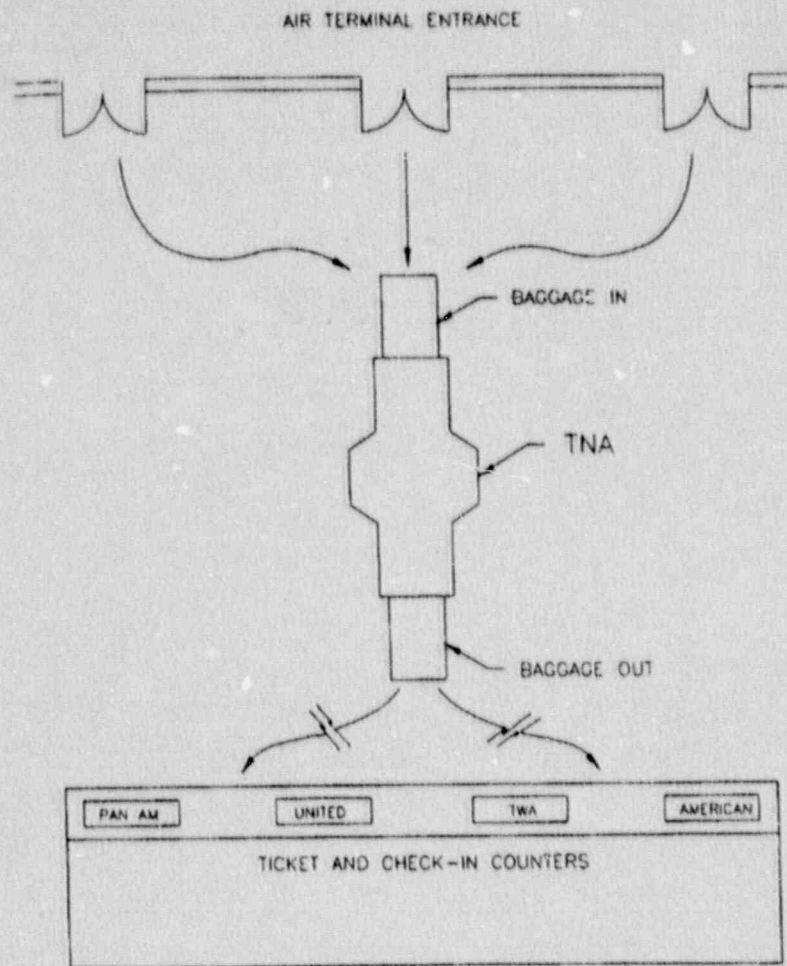 AIR TERMINAL ENTRANCE
BAGGAGE IN
TNA
BAGGAGE OUT
PAN AM
UNITED
TWA
AMERICAN
TICKET AND CHECK-IN COUNTERS